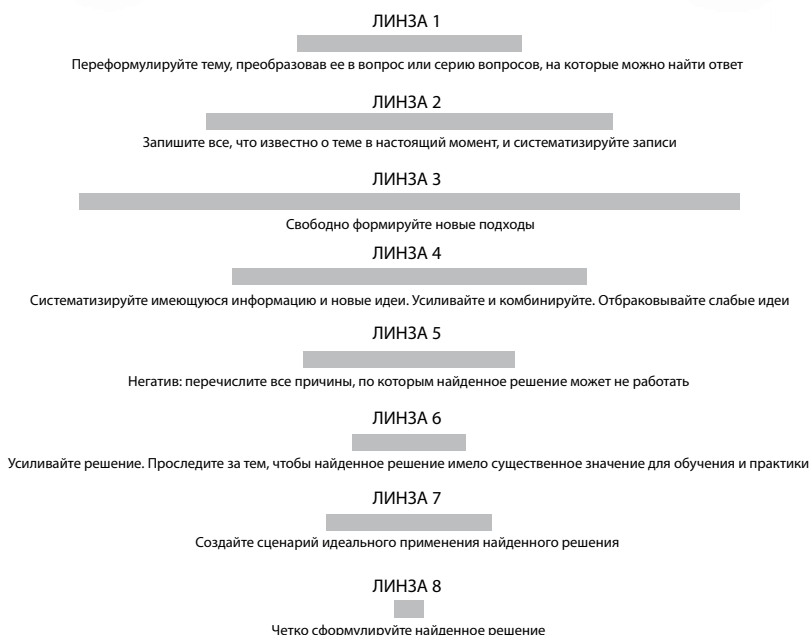 ЛИНЗА 1
Переформулируйте тему, преобразовав ее в вопрос или серию вопросов, на которые можно найти ответ
ЛИНЗА 2
Запишите все, что известно о теме в настоящий момент, и систематизируйте записи
ЛИНЗА 3
Свободно формируйте новые подходы
ЛИНЗА 4
Систематизируйте имеющуюся информацию и новые идеи. Усиливайте и комбинируйте. Отбраковывайте слабые идеи
ЛИНЗА 5
Негатив: перечислите все причины, по которым найденное решение может не работать
ЛИНЗА 6
Усиливайте решение. Проследите за тем, чтобы найденное решение имело существенное значение для обучения и практики
ЛИНЗА 7
Создайте сценарий идеального применения найденного решения
ЛИНЗА 8
Четко сформулируйте найденное решение